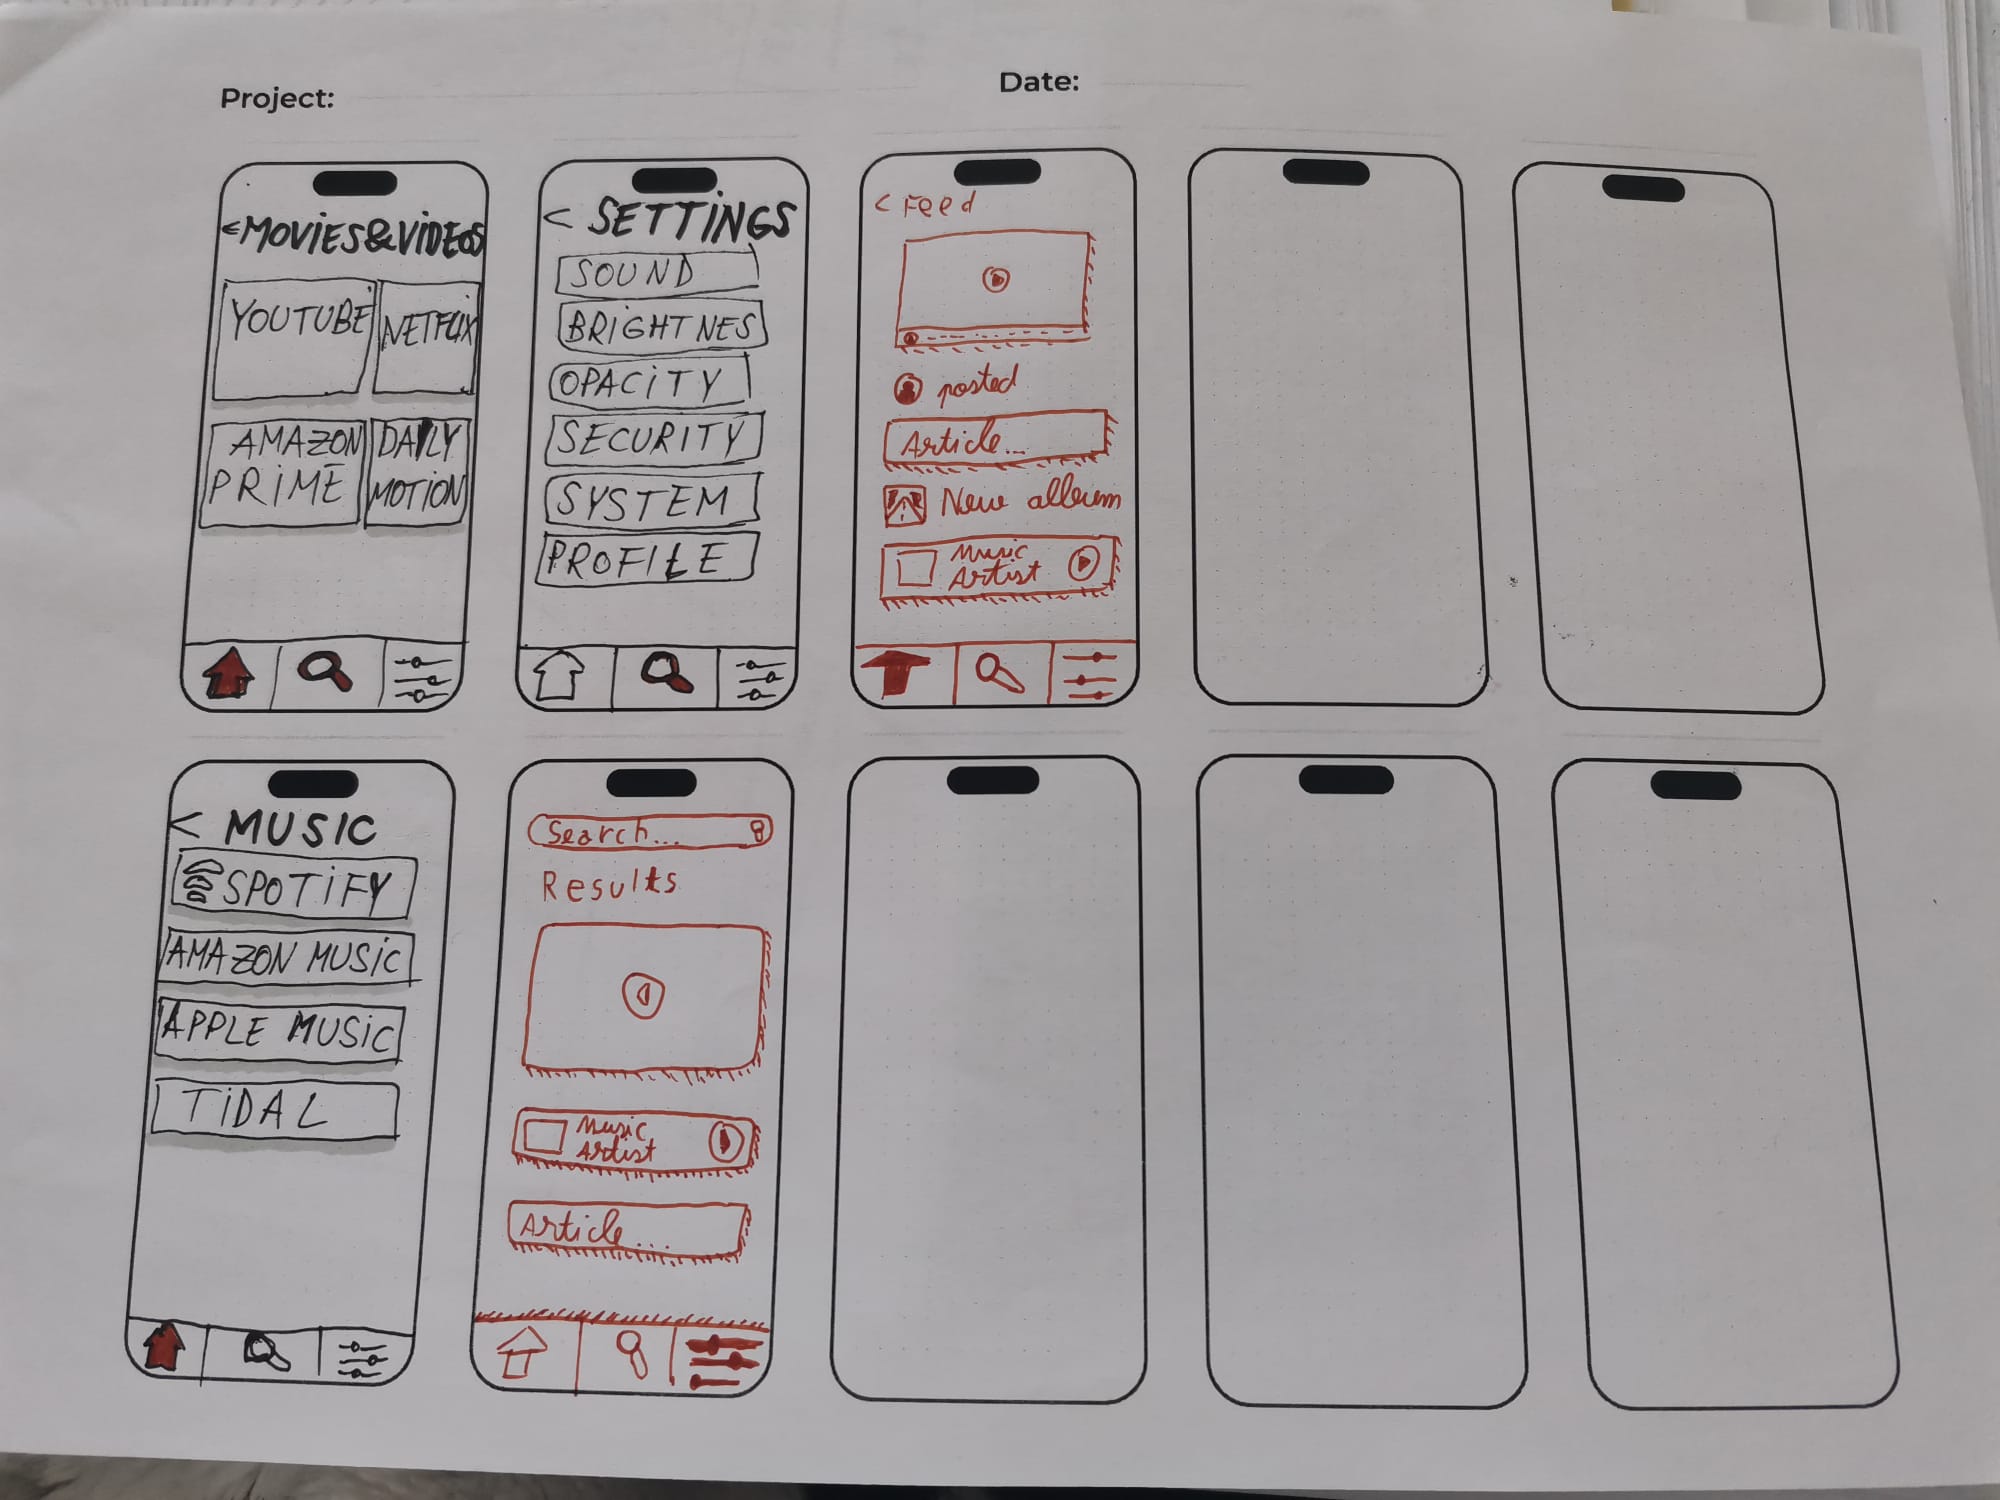 Project:
Date:
< MOVIES&VIDEOS
YOUTUBE
NETFLIX
AMAZON
PRIME
DAILY
MOTION
< SETTINGS
SOUND
BRIGHTNES
OPACITY
SECURITY
SYSTEM
PROFILE
< Feed
posted
Article...
New album
Music
Artist
< MUSIC
SPOTIFY
AMAZON MUSIC
APPLE MUSIC
TIDAL
Search...
Results
Music
Artist
Article...